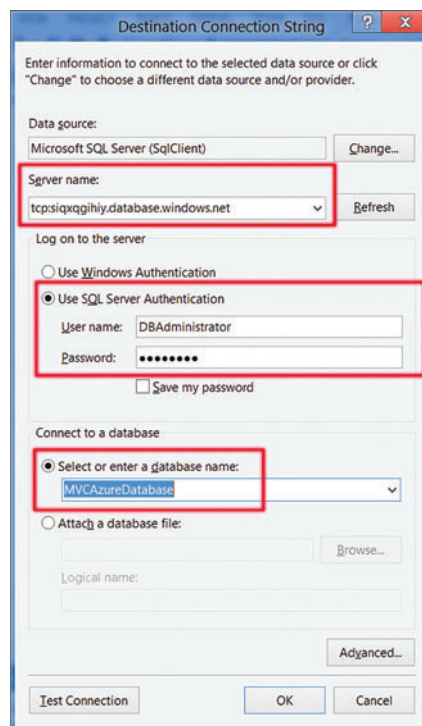 Destination Connection String
?
X
Enter information to connect to the selected data source or click
"Change" to choose a different data source and/or provider.
Data source:
Microsoft SQL Server (SqlClient)
Change...
Server name:
tcp:siqxqgihiy.database.windows.net
Refresh
Log on to the server
Use Windows Authentication
Use SQL Server Authentication
User name:
DBAdministrator
Password:
●●●●●●●●
Save my password
Connect to a database
Select or enter a database name:
MVCAzureDatabase
Attach a database file:
Browse...
Logical name:
Advanced...
Test Connection
OK
Cancel